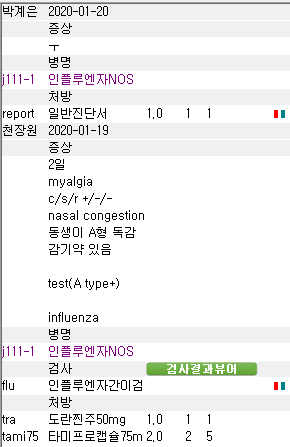 박계은 2020-01-20
증상
ㅜ
병명
j111-1 인플루엔자NOS
처방
report 일반진단서 1.0 1 1
천장원 2020-01-19
증상
2일
myalgia
c/s/r +/-/-
nasal congestion
동생이 A형 독감
감기약 있음
test(A type+)
influenza
병명
j111-1 인플루엔자NOS
검사 검사결과뷰어
flu 인플루엔자간이검
처방
tra 도란진주50mg 1.0 1 1
tami75 타미프로캡슐75m 2.0 2 5